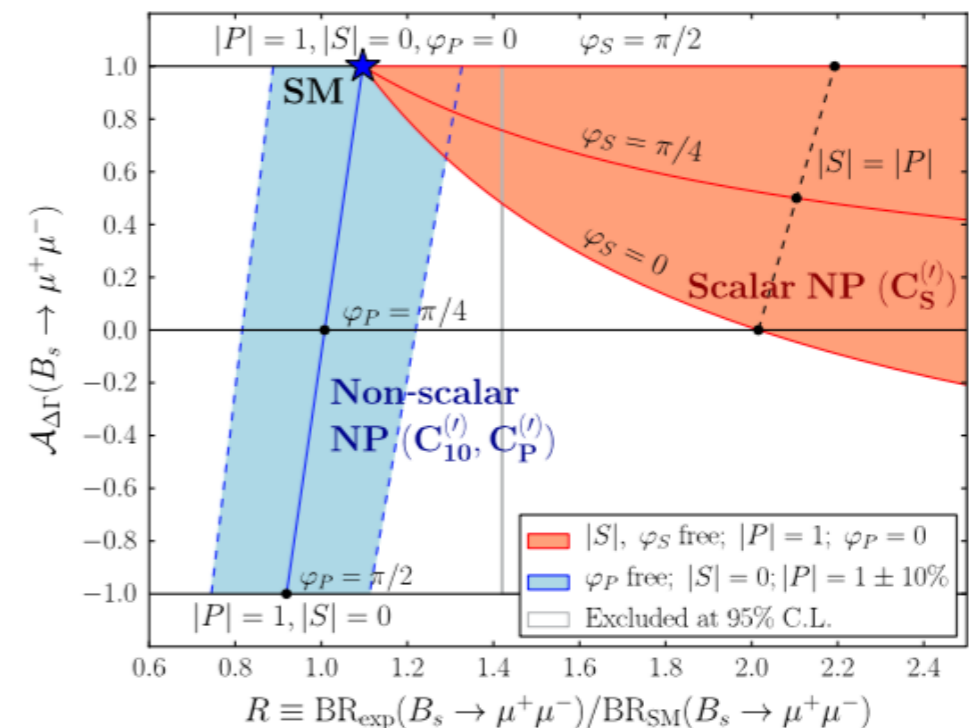 |P| = 1, |S| = 0, φ_P = 0
φ_S = π/2
1.0
SM
0.8
φ_S = π/4
|S| = |P|
0.6
0.4
φ_S = 0
0.2
Scalar NP (C_S^(′))
φ_P = π/4
0.0
−0.2
Non-scalar
NP (C_10^(′), C_P^(′))
−0.4
−0.6
−0.8
−1.0
φ_P = π/2
|P| = 1, |S| = 0
|S|, φ_S free; |P| = 1; φ_P = 0
φ_P free; |S| = 0; |P| = 1 ± 10%
Excluded at 95% C.L.
0.6 0.8 1.0 1.2 1.4 1.6 1.8 2.0 2.2 2.4
R ≡ BR_exp(B_s → μ⁺μ⁻)/BR_SM(B_s → μ⁺μ⁻)
A_ΔΓ(B_s → μ⁺μ⁻)